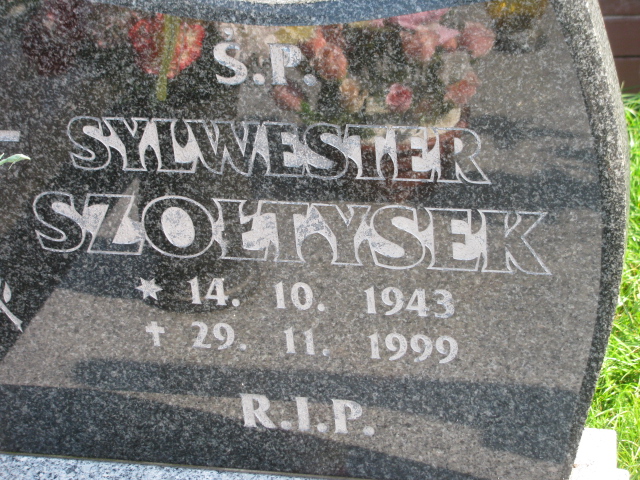 Ś.P.
SYLWESTER
SZOŁTYSEK
* 14. 10. 1943
✝ 29. 11. 1999
R.I.P.